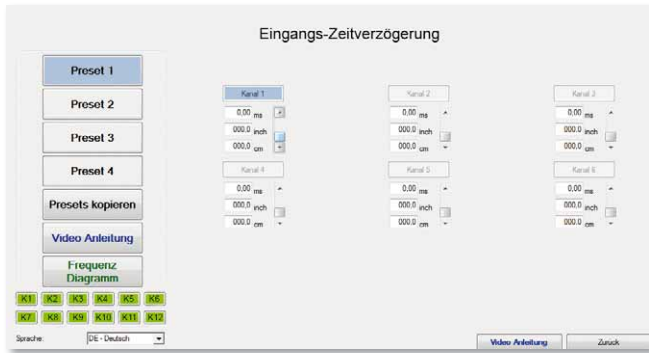 Eingangs-Zeitverzögerung
Preset 1
Preset 2
Preset 3
Preset 4
Presets kopieren
Video Anleitung
Frequenz
Diagramm
K1 K2 K3 K4 K5 K6
K7 K8 K9 K10 K11 K12
Sprache: DE - Deutsch
Kanal 1 Kanal 2 Kanal 3
0,00 ms 0,00 ms 0,00 ms
000,0 inch 000,0 inch 000,0 inch
000,0 cm 000,0 cm 000,0 cm
Kanal 4 Kanal 5 Kanal 6
0,00 ms 0,00 ms 0,00 ms
000,0 inch 000,0 inch 000,0 inch
000,0 cm 000,0 cm 000,0 cm
Video Anleitung Zurück